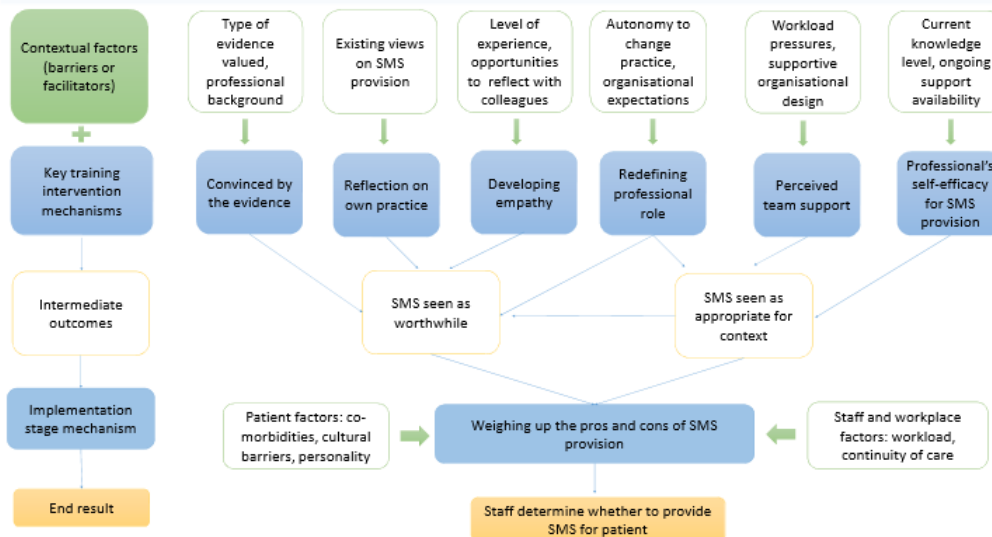 Contextual factors
(barriers or
facilitators)
Type of
evidence
valued,
professional
background
Existing views
on SMS
provision
Level of
experience,
opportunities
to reflect with
colleagues
Autonomy to
change
practice,
organisational
expectations
Workload
pressures,
supportive
organisational
design
Current
knowledge
level, ongoing
support
availability
Key training
intervention
mechanisms
Convinced by
the evidence
Reflection on
own practice
Developing
empathy
Redefining
professional
role
Perceived
team support
Professional's
self-efficacy
for SMS
provision
Intermediate
outcomes
SMS seen as
worthwhile
SMS seen as
appropriate for
context
Implementation
stage mechanism
Patient factors: co-
morbidities, cultural
barriers, personality
Weighing up the pros and cons of SMS
provision
Staff and workplace
factors: workload,
continuity of care
End result
Staff determine whether to provide
SMS for patient